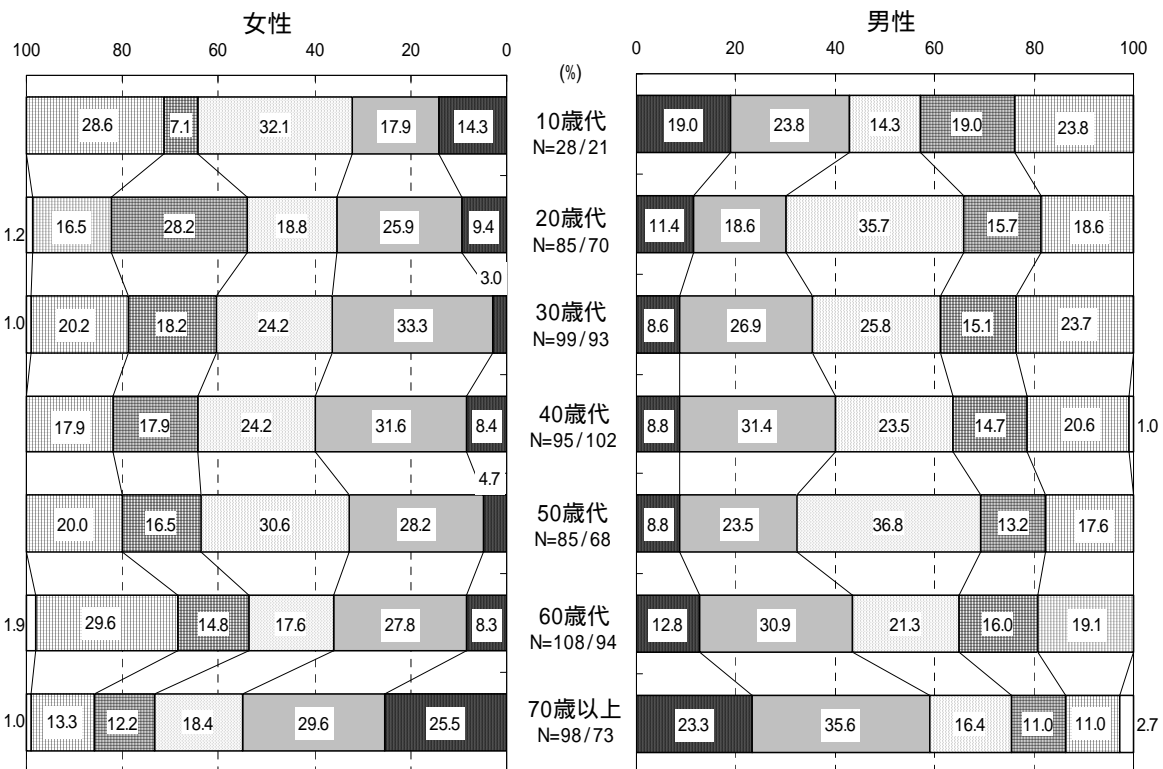 女性
男性
100 80 60 40 20 0
(%)
0 20 40 60 80 100
28.6 7.1 32.1 17.9 14.3
10歳代
N=28/21
19.0 23.8 14.3 19.0 23.8
1.2 16.5 28.2 18.8 25.9 9.4
20歳代
N=85/70
11.4 18.6 35.7 15.7 18.6
3.0
1.0 20.2 18.2 24.2 33.3
30歳代
N=99/93
8.6 26.9 25.8 15.1 23.7
17.9 17.9 24.2 31.6 8.4
40歳代
N=95/102
8.8 31.4 23.5 14.7 20.6 1.0
4.7
20.0 16.5 30.6 28.2
50歳代
N=85/68
8.8 23.5 36.8 13.2 17.6
1.9 29.6 14.8 17.6 27.8 8.3
60歳代
N=108/94
12.8 30.9 21.3 16.0 19.1
1.0 13.3 12.2 18.4 29.6 25.5
70歳以上
N=98/73
23.3 35.6 16.4 11.0 11.0 2.7